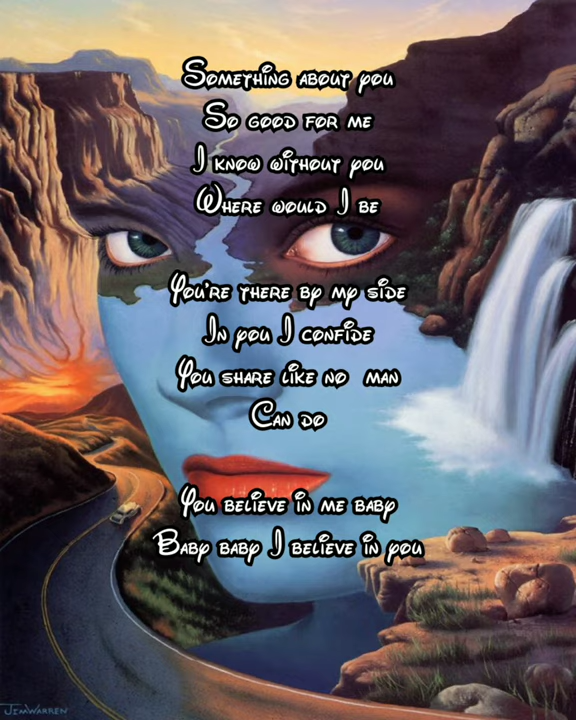 Something about you
So good for me
I know without you
Where would I be
You're there by my side
In you I confide
You share like no man
Can do
You believe in me baby
Baby baby I believe in you
JimWarren